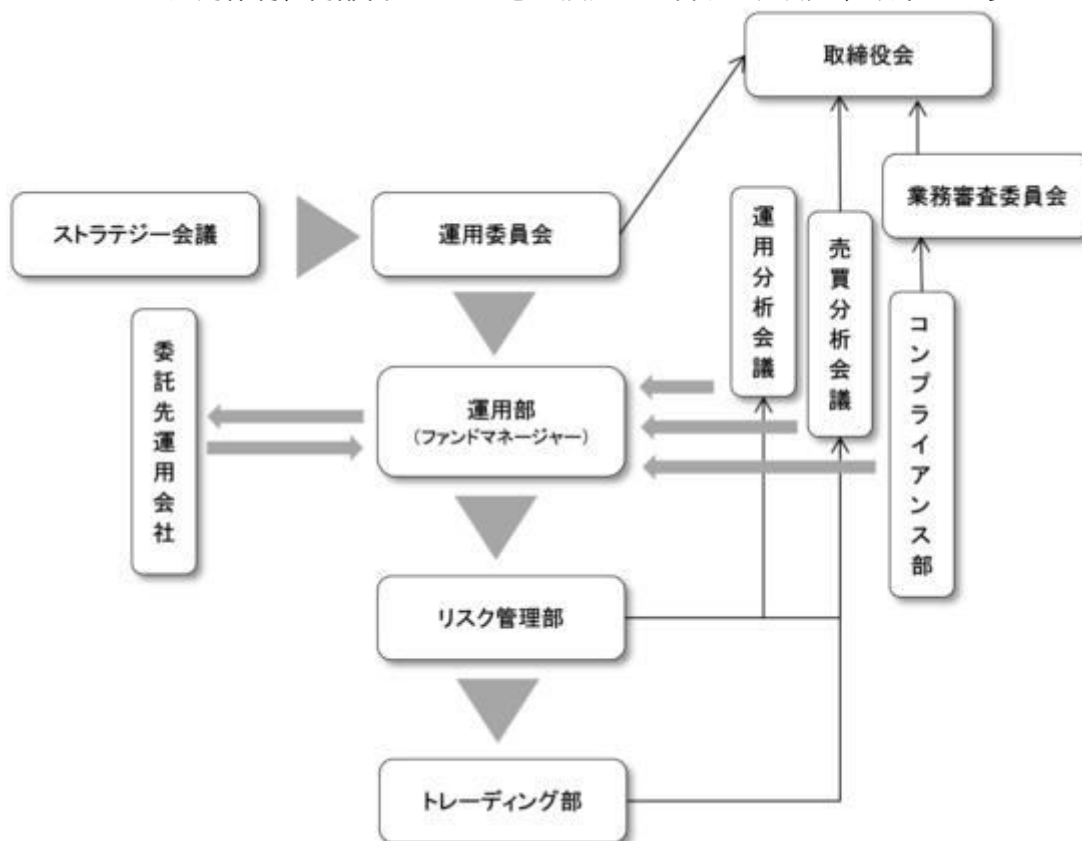 取締役会
業務審査委員会
ストラテジー会議
運用委員会
運用分析会議
売買分析会議
コンプライアンス部
委託先運用会社
運用部
(ファンドマネージャー)
リスク管理部
トレーディング部